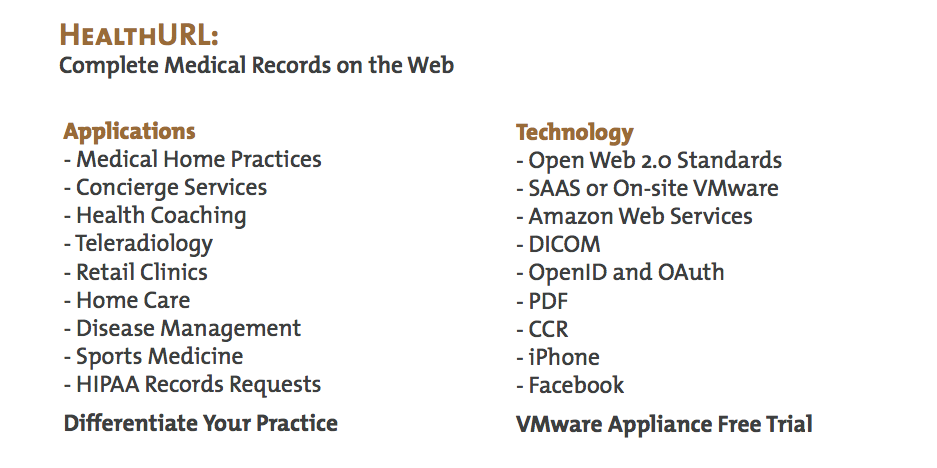 HEALTHURL:
Complete Medical Records on the Web
Applications
- Medical Home Practices
- Concierge Services
- Health Coaching
- Teleradiology
- Retail Clinics
- Home Care
- Disease Management
- Sports Medicine
- HIPAA Records Requests
Differentiate Your Practice
Technology
- Open Web 2.0 Standards
- SAAS or On-site VMware
- Amazon Web Services
- DICOM
- OpenID and OAuth
- PDF
- CCR
- iPhone
- Facebook
VMware Appliance Free Trial